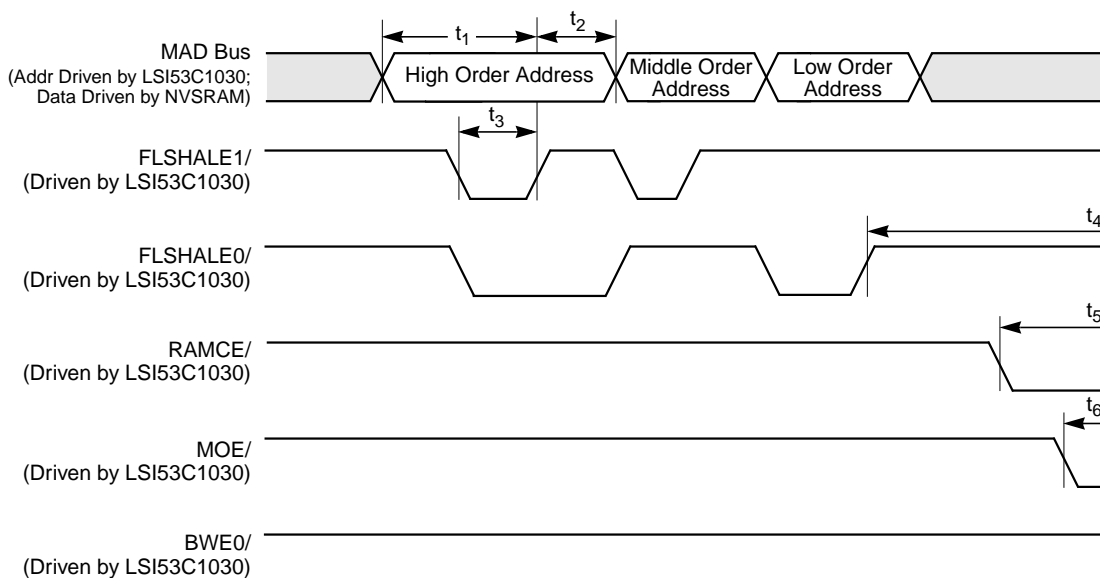 t1
t2
MAD Bus
(Addr Driven by LSI53C1030;
Data Driven by NVSRAM)
High Order Address
Middle Order
Address
Low Order
Address
t3
FLSHALE1/
(Driven by LSI53C1030)
t4
FLSHALE0/
(Driven by LSI53C1030)
t5
RAMCE/
(Driven by LSI53C1030)
t6
MOE/
(Driven by LSI53C1030)
BWE0/
(Driven by LSI53C1030)